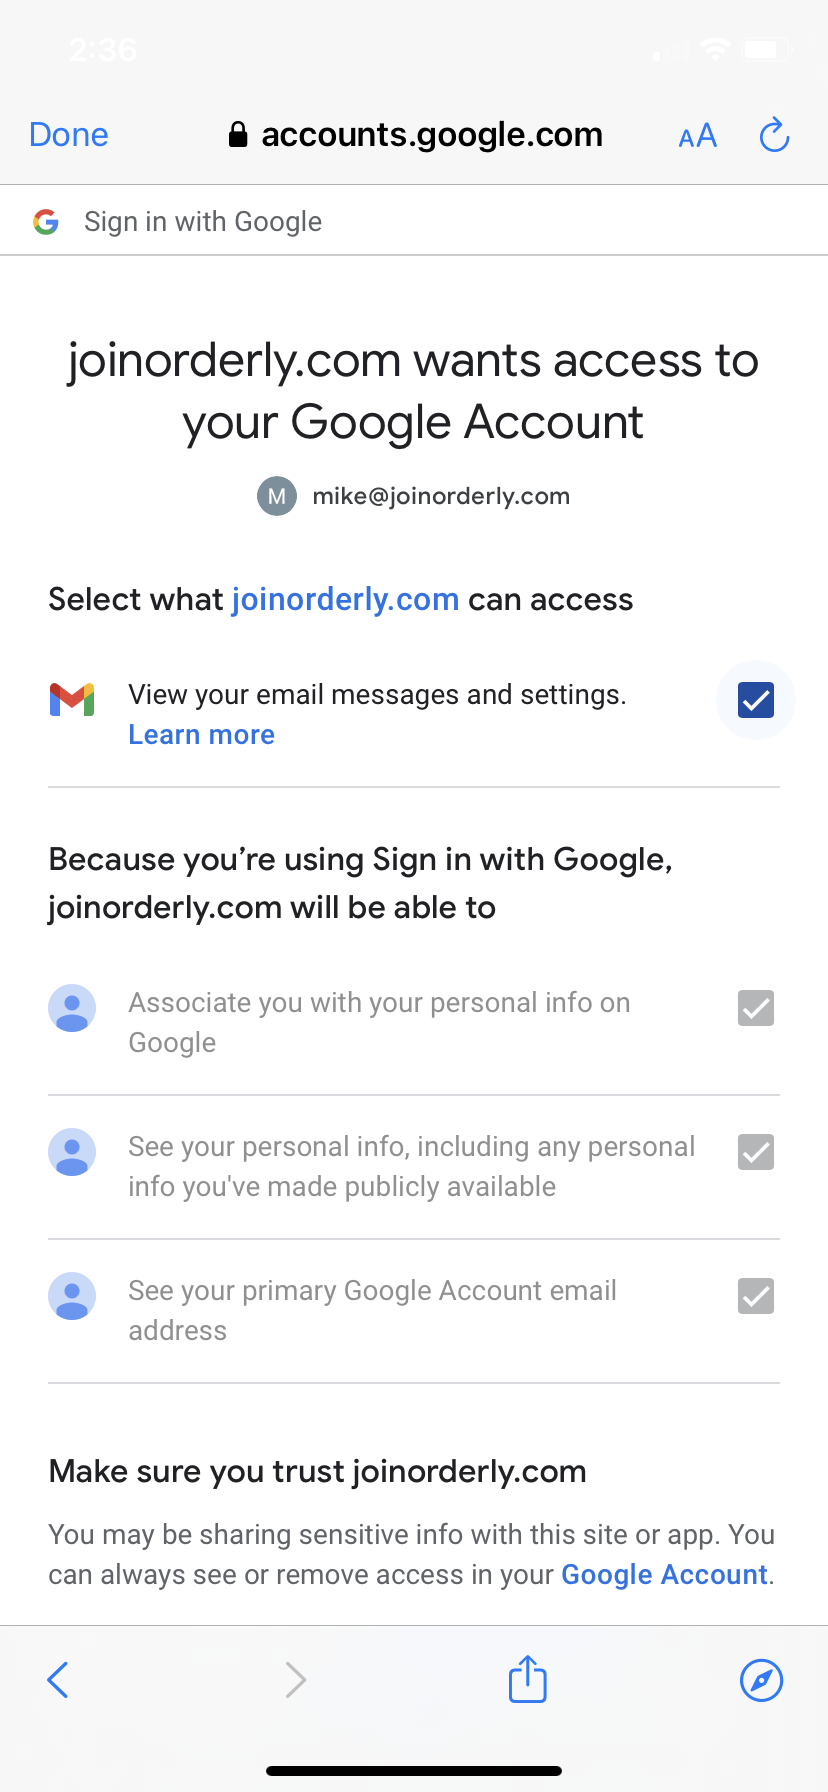 2:36
Done
accounts.google.com
AA
Sign in with Google
joinorderly.com wants access to
your Google Account
M
mike@joinorderly.com
Select what joinorderly.com can access
View your email messages and settings.
Learn more
Because you’re using Sign in with Google,
joinorderly.com will be able to
Associate you with your personal info on
Google
See your personal info, including any personal
info you've made publicly available
See your primary Google Account email
address
Make sure you trust joinorderly.com
You may be sharing sensitive info with this site or app. You
can always see or remove access in your Google Account.